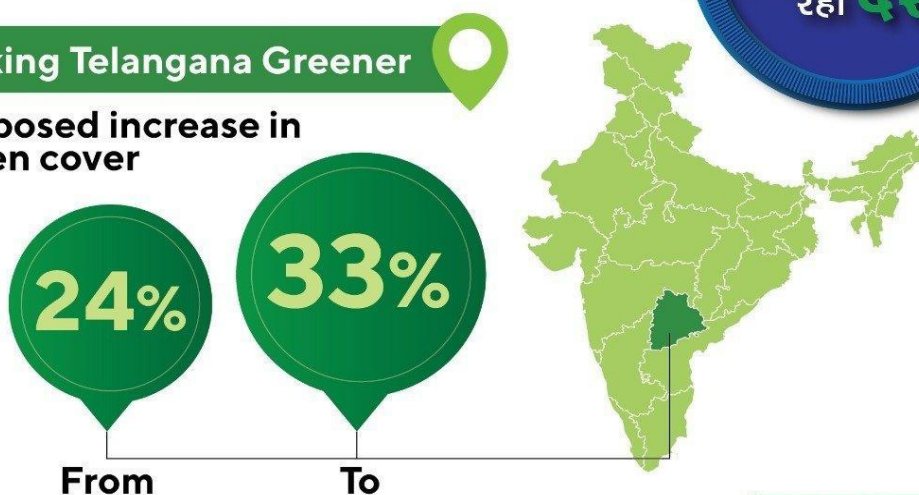 रहा
king Telangana Greener
posed increase in
en cover
24%
33%
From
To